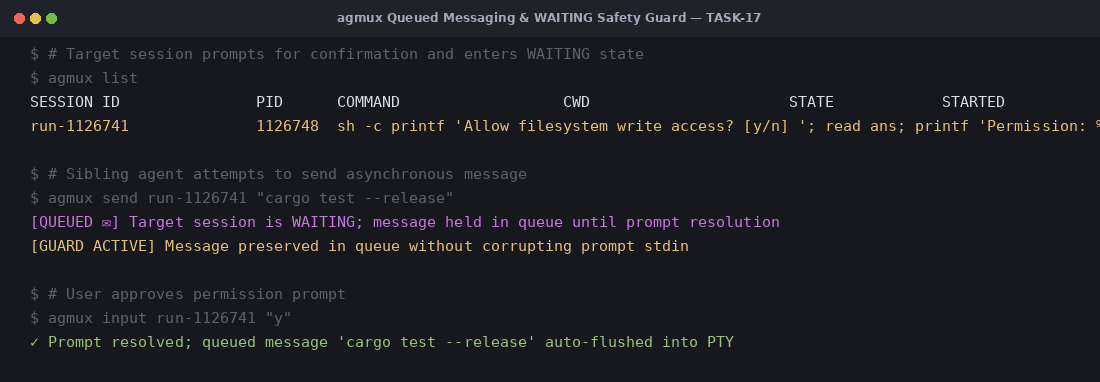 agmux Queued Messaging & WAITING Safety Guard — TASK-17
$ # Target session prompts for confirmation and enters WAITING state
$ agmux list
SESSION ID PID COMMAND CWD STATE STARTED
run-1126741 1126748 sh -c printf 'Allow filesystem write access? [y/n] '; read ans; printf 'Permission: %
$ # Sibling agent attempts to send asynchronous message
$ agmux send run-1126741 "cargo test --release"
[QUEUED ✉] Target session is WAITING; message held in queue until prompt resolution
[GUARD ACTIVE] Message preserved in queue without corrupting prompt stdin
$ # User approves permission prompt
$ agmux input run-1126741 "y"
✓ Prompt resolved; queued message 'cargo test --release' auto-flushed into PTY